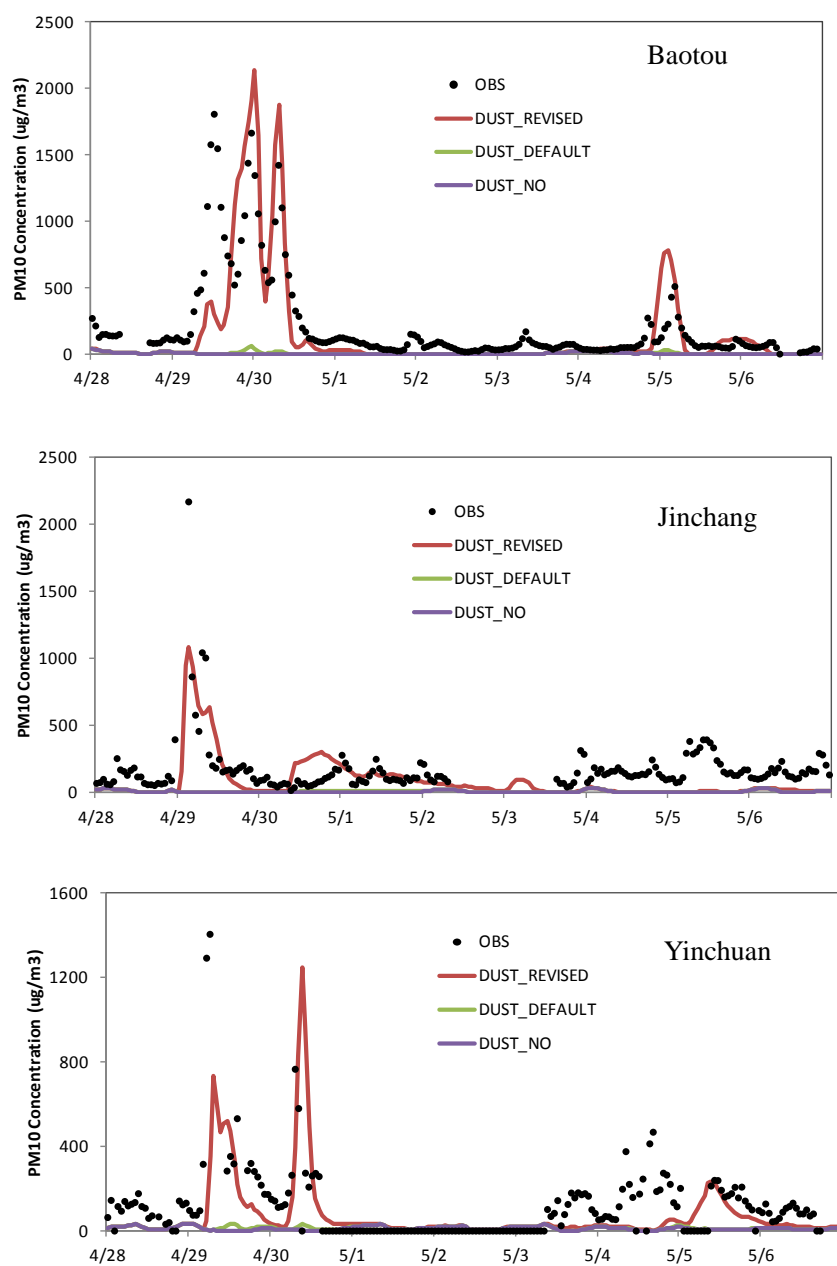 2500
Baotou
2000
OBS
DUST_REVISED
1500
DUST_DEFAULT
DUST_NO
1000
500
0
PM10 Concentration (ug/m3)
4/28 4/29 4/30 5/1 5/2 5/3 5/4 5/5 5/6
2500
Jinchang
2000
OBS
DUST_REVISED
1500
DUST_DEFAULT
DUST_NO
1000
500
0
PM10 Concentration (ug/m3)
4/28 4/29 4/30 5/1 5/2 5/3 5/4 5/5 5/6
1600
Yinchuan
OBS
1200
DUST_REVISED
DUST_DEFAULT
DUST_NO
800
400
0
PM10 Concentration (ug/m3)
4/28 4/29 4/30 5/1 5/2 5/3 5/4 5/5 5/6